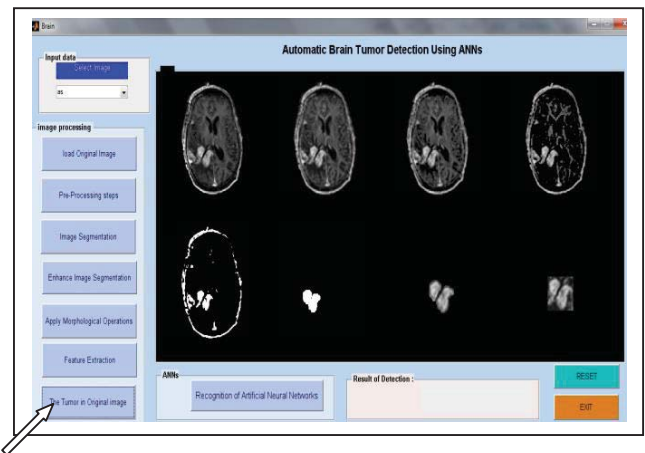 Brain
Automatic Brain Tumor Detection Using ANNs
Input data
Select Image
as
image processing
load Original Image
Pre-Processing steps
Image Segmentation
Enhance Image Segmentation
Apply Morphological Operations
Feature Extraction
The Tumor in Original image
ANNs
Recognition of Artificial Neural Networks
Result of Detection :
RESET
EXIT